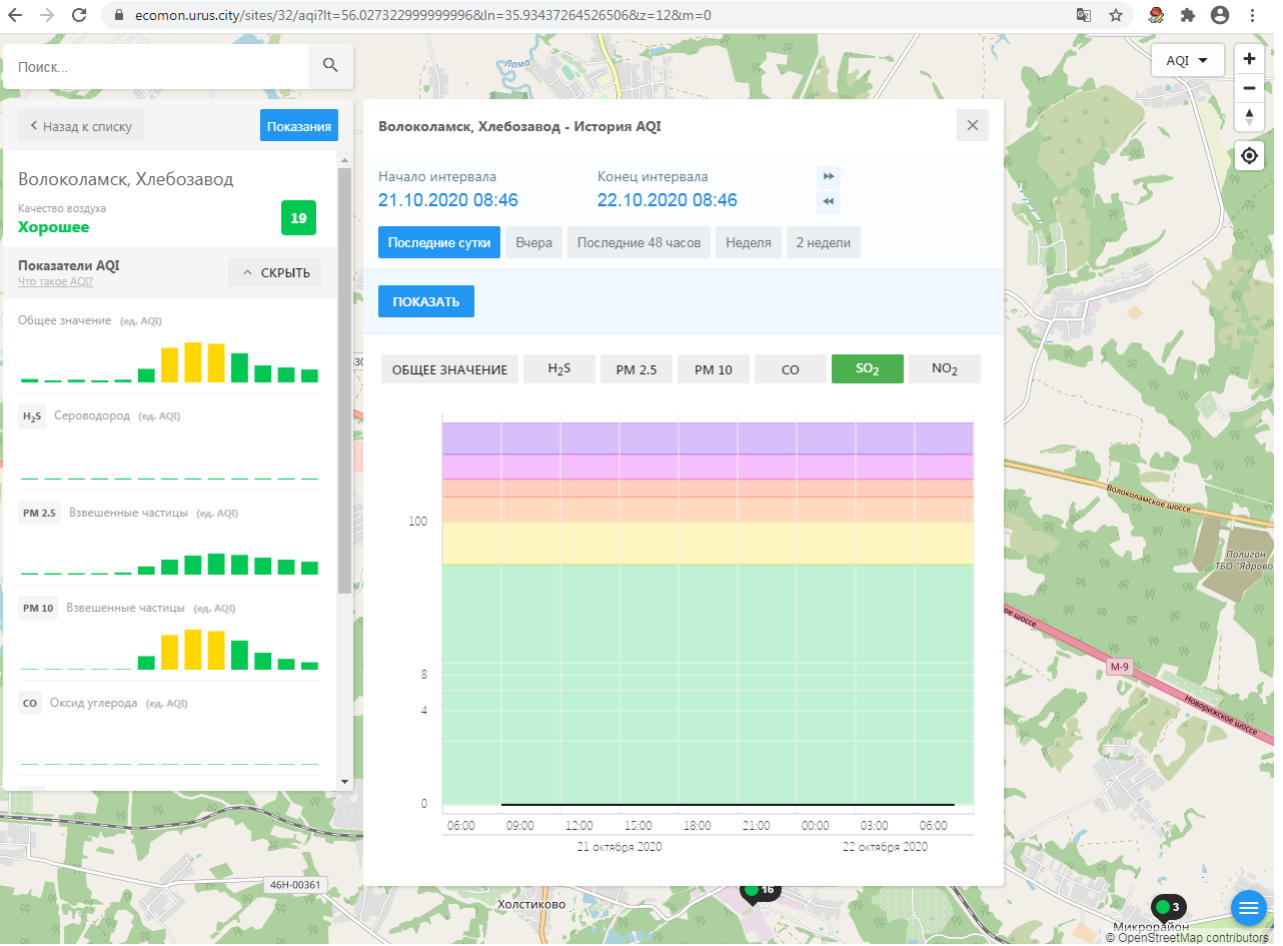 ecomon.urus.city/sites/32/aqi?lt=56.027322999999996&ln=35.93437264526506&z=12&m=0
Поиск...
AQI
Лама
Назад к списку
Показания
Волоколамск, Хлебозавод
Качество воздуха
Хорошее
19
Показатели AQI
Что такое AQI?
СКРЫТЬ
Общее значение (ед. AQI)
H₂S Сероводород (ед. AQI)
PM 2.5 Взвешенные частицы (ед. AQI)
PM 10 Взвешенные частицы (ед. AQI)
CO Оксид углерода (ед. AQI)
Волоколамск, Хлебозавод - История AQI
Начало интервала
Конец интервала
21.10.2020 08:46
22.10.2020 08:46
Последние сутки
Вчера
Последние 48 часов
Неделя
2 недели
ПОКАЗАТЬ
ОБЩЕЕ ЗНАЧЕНИЕ
H₂S
PM 2.5
PM 10
CO
SO₂
NO₂
100
8
4
0
06:00 09:00 12:00 15:00 18:00 21:00 00:00 03:00 06:00
21 октября 2020
22 октября 2020
Волоколамское шоссе
Полигон
ТБО "Ядрово"
ое шоссе
М-9
Новорижское шоссе
46Н-00361
Холстиково
16
3
Микрорайон
© OpenStreetMap contributors